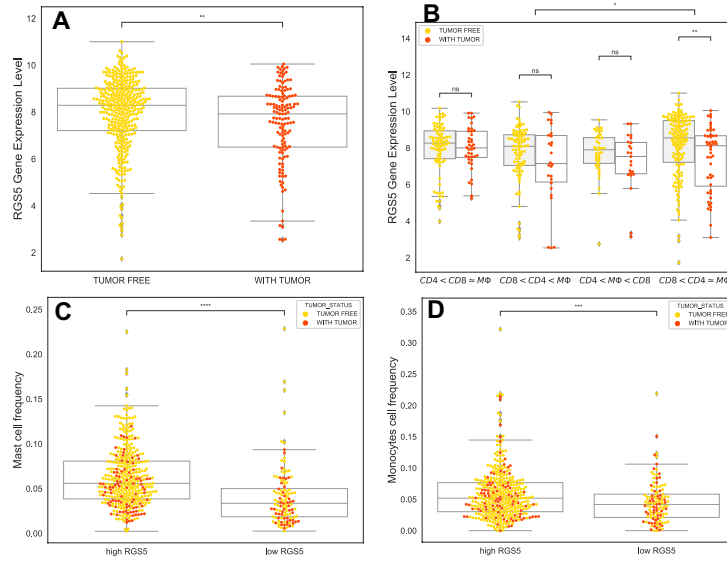 A
**
RGS5 Gene Expression Level
12
10
8
6
4
2
TUMOR FREE
WITH TUMOR
B
*
TUMOR FREE
WITH TUMOR
**
ns
ns
ns
RGS5 Gene Expression Level
14
12
10
8
6
4
2
CD4 < CD8 ≃ MΦ
CD8 < CD4 < MΦ
CD4 < MΦ < CD8
CD8 < CD4 ≃ MΦ
C
****
TUMOR_STATUS
TUMOR FREE
WITH TUMOR
Mast cell frequency
0.25
0.20
0.15
0.10
0.05
0.00
high RGS5
low RGS5
D
***
TUMOR_STATUS
TUMOR FREE
WITH TUMOR
Monocytes cell frequency
0.35
0.30
0.25
0.20
0.15
0.10
0.05
0.00
high RGS5
low RGS5